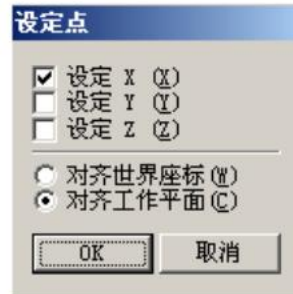 设定点
设定 X (X)
设定 Y (Y)
设定 Z (Z)
对齐世界座标(W)
对齐工作平面(C)
OK 取消